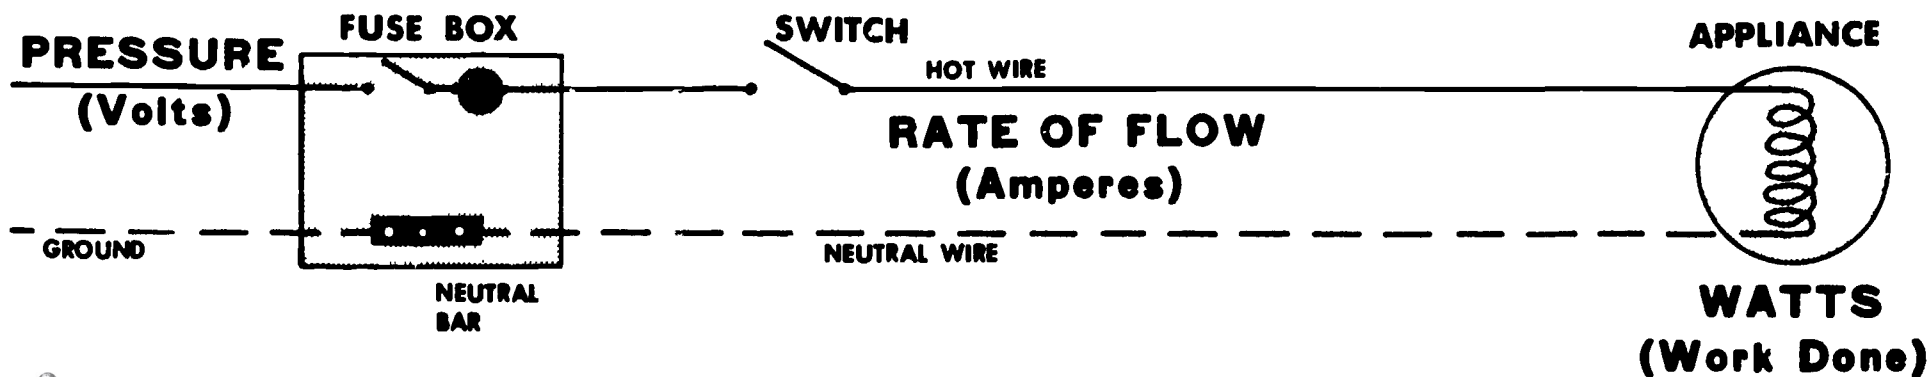 FUSE BOX
SWITCH
APPLIANCE
PRESSURE
(Volts)
HOT WIRE
RATE OF FLOW
(Amperes)
GROUND
NEUTRAL WIRE
NEUTRAL
BAR
WATTS
(Work Done)